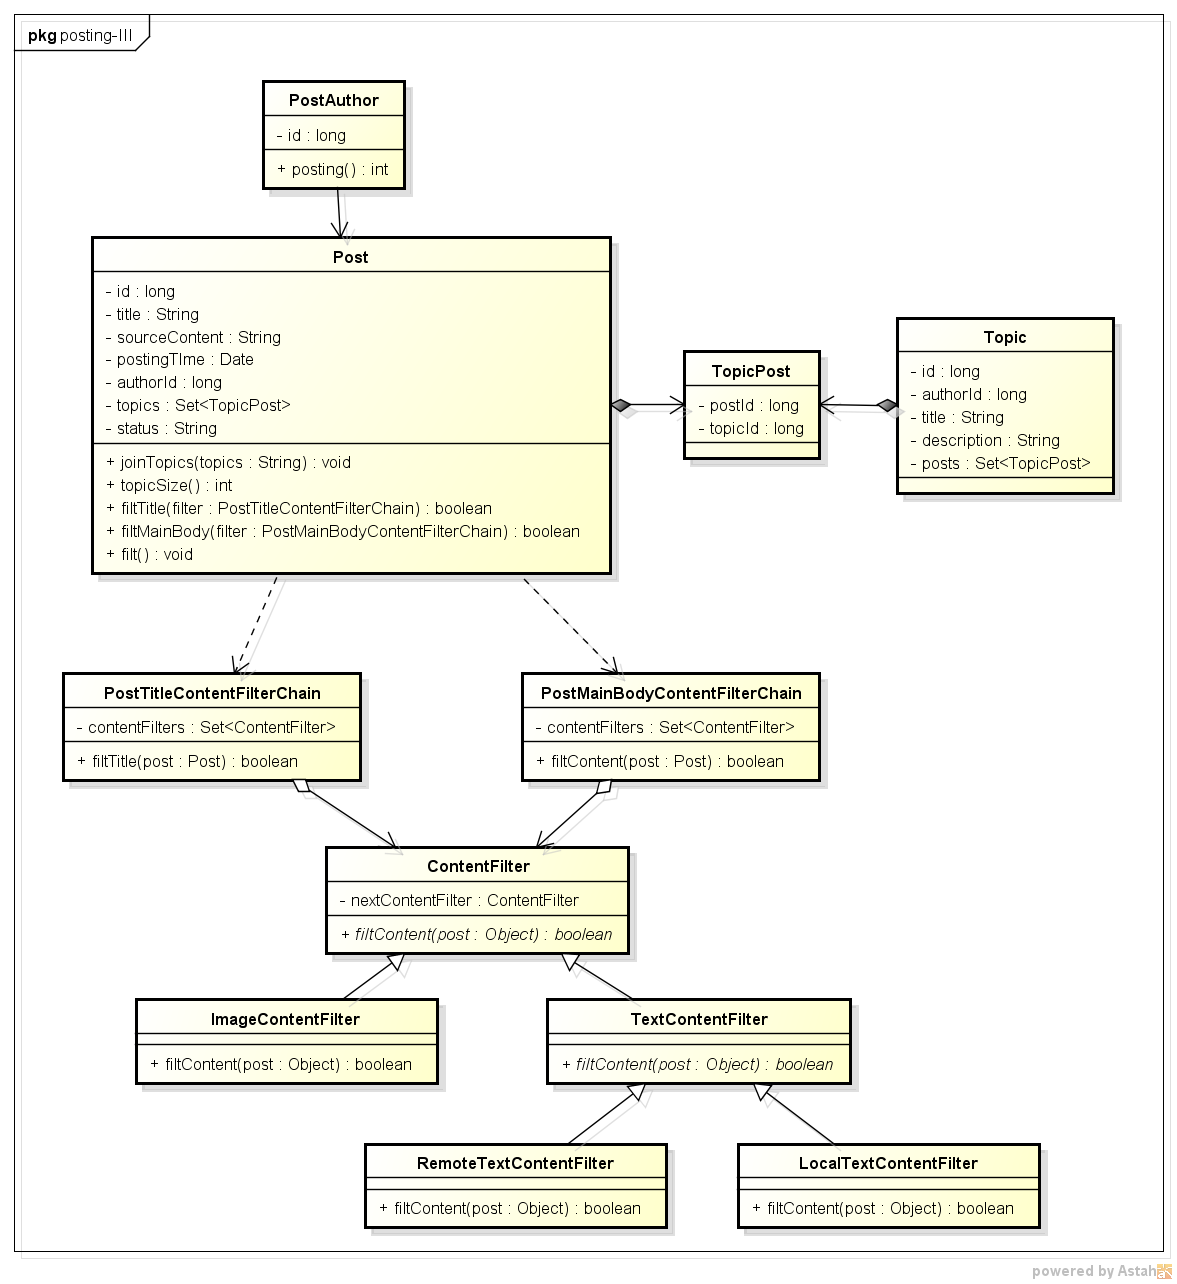 pkg posting-III
PostAuthor
- id : long
+ posting() : int
Post
- id : long
- title : String
- sourceContent : String
- postingTIme : Date
- authorId : long
- topics : Set<TopicPost>
- status : String
+ joinTopics(topics : String) : void
+ topicSize() : int
+ filtTitle(filter : PostTitleContentFilterChain) : boolean
+ filtMainBody(filter : PostMainBodyContentFilterChain) : boolean
+ filt() : void
TopicPost
- postId : long
- topicId : long
Topic
- id : long
- authorId : long
- title : String
- description : String
- posts : Set<TopicPost>
PostTitleContentFilterChain
- contentFilters : Set<ContentFilter>
+ filtTitle(post : Post) : boolean
PostMainBodyContentFilterChain
- contentFilters : Set<ContentFilter>
+ filtContent(post : Post) : boolean
ContentFilter
- nextContentFilter : ContentFilter
+ filtContent(post : Object) : boolean
ImageContentFilter
+ filtContent(post : Object) : boolean
TextContentFilter
+ filtContent(post : Object) : boolean
RemoteTextContentFilter
+ filtContent(post : Object) : boolean
LocalTextContentFilter
+ filtContent(post : Object) : boolean
powered by Astah